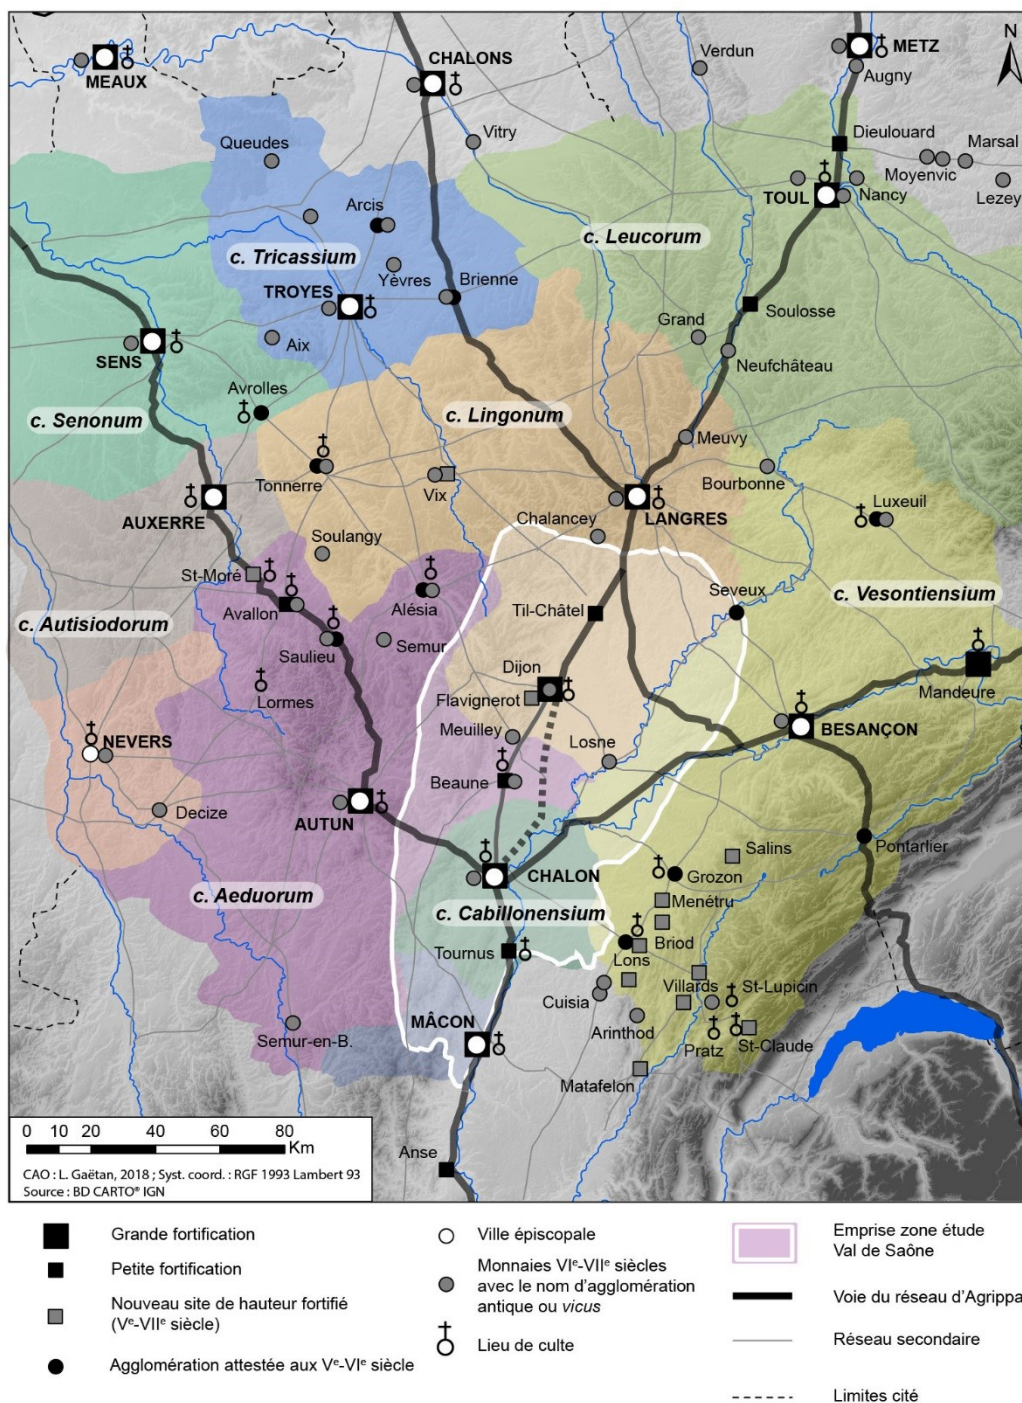 CHALONS
METZ
N
MEAUX
Verdun
Augny
Vitry
Dieulouard
Queudes
Marsal
Moyenvic
Arcis
TOUL
Nancy
Lezey
c. Leucorum
c. Tricassium
Yèvres
Brienne
TROYES
Soulosse
Grand
SENS
Aix
Neufchâteau
Avrolles
c. Senonum
c. Lingonum
Meuvy
Tonnerre
Vix
Bourbonne
Luxeuil
AUXERRE
Chalancey
LANGRES
Soulangy
St-Moré
Seveux
c. Vesontiensium
Avallon
Alésia
Til-Châtel
c. Autisiodorum
Saulieu
Semur
Dijon
Mandeure
Lormes
Flavignerot
NEVERS
Meuilley
BESANÇON
Losne
Beaune
Decize
AUTUN
Pontarlier
Salins
CHALON
Grozon
c. Aeduorum
Menétru
c. Cabillonensium
Briod
Tournus
Lons
Villards
St-Lupicin
Cuisia
MÂCON
Arinthod
Semur-en-B.
Pratz
St-Claude
Matafelon
0 10 20 40 60 80
Km
Anse
CAO : L. Gaëtan, 2018 ; Syst. coord. : RGF 1993 Lambert 93
Source : BD CARTO® IGN
Grande fortification
Petite fortification
Nouveau site de hauteur fortifié
(Vᵉ-VIIᵉ siècle)
Agglomération attestée aux Vᵉ-VIᵉ siècle
Ville épiscopale
Monnaies VIᵉ-VIIᵉ siècles
avec le nom d'agglomération
antique ou vicus
Lieu de culte
Emprise zone étude
Val de Saône
Voie du réseau d'Agrippa
Réseau secondaire
Limites cité